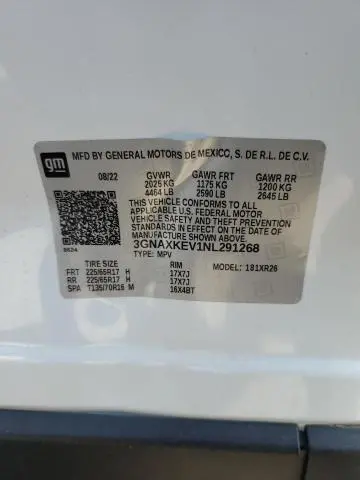 gm
MFD BY GENERAL MOTORS DE MEXICO, S. DE R.L. DE C.V.
08/22 GVWR GAWR FRT GAWR RR
2025 KG 1175 KG 1200 KG
4464 LB 2590 LB 2645 LB
THIS VEHICLE CONFORMS TO ALL
APPLICABLE U.S. FEDERAL MOTOR
VEHICLE SAFETY AND THEFT
PREVENTION STANDARDS IN EFFECT
ON THE DATE OF MANUFACTURE
SHOWN ABOVE.
3GNAXKEV1NL291268
TYPE: MPV
TIRE SIZE RIM MODEL: 1S1XR26
FRT 225/65R17 H 17X7J
RR 225/65R17 H 17X7J
SPA T135/70R16 M 16X4BT